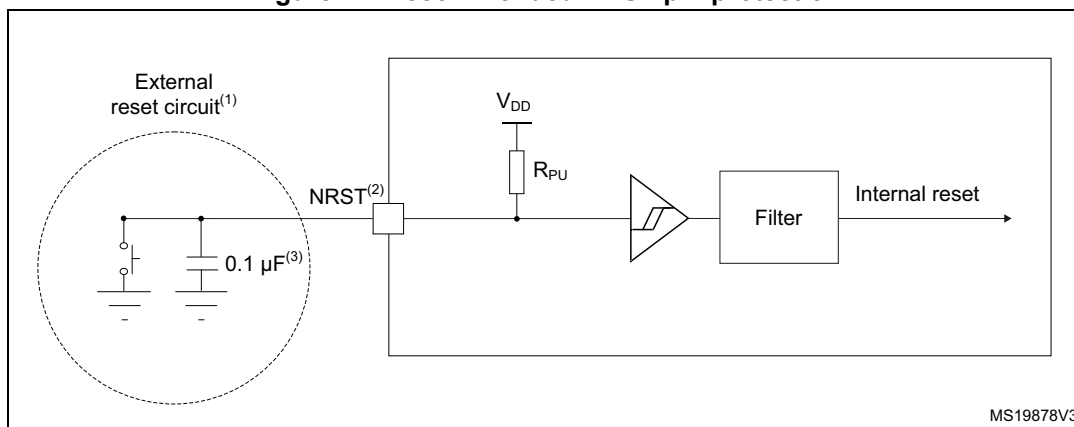 External
reset circuit(1)
VDD
RPU
NRST(2)
0.1 µF(3)
Filter
Internal reset
MS19878V3